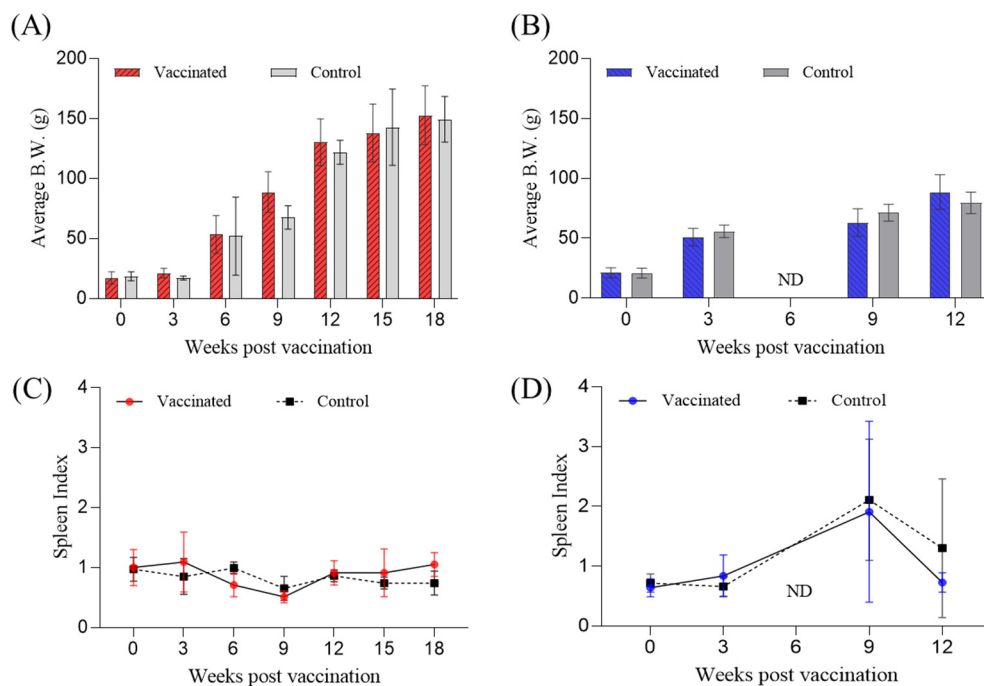 (A)
Vaccinated Control
Average B.W. (g)
200
150
100
50
0
0 3 6 9 12 15 18
Weeks post vaccination
(B)
Vaccinated Control
Average B.W. (g)
200
150
100
50
0
ND
0 3 6 9 12
Weeks post vaccination
(C)
Vaccinated Control
Spleen Index
4
3
2
1
0
0 3 6 9 12 15 18
Weeks post vaccination
(D)
Vaccinated Control
Spleen Index
4
3
2
1
0
ND
0 3 6 9 12
Weeks post vaccination